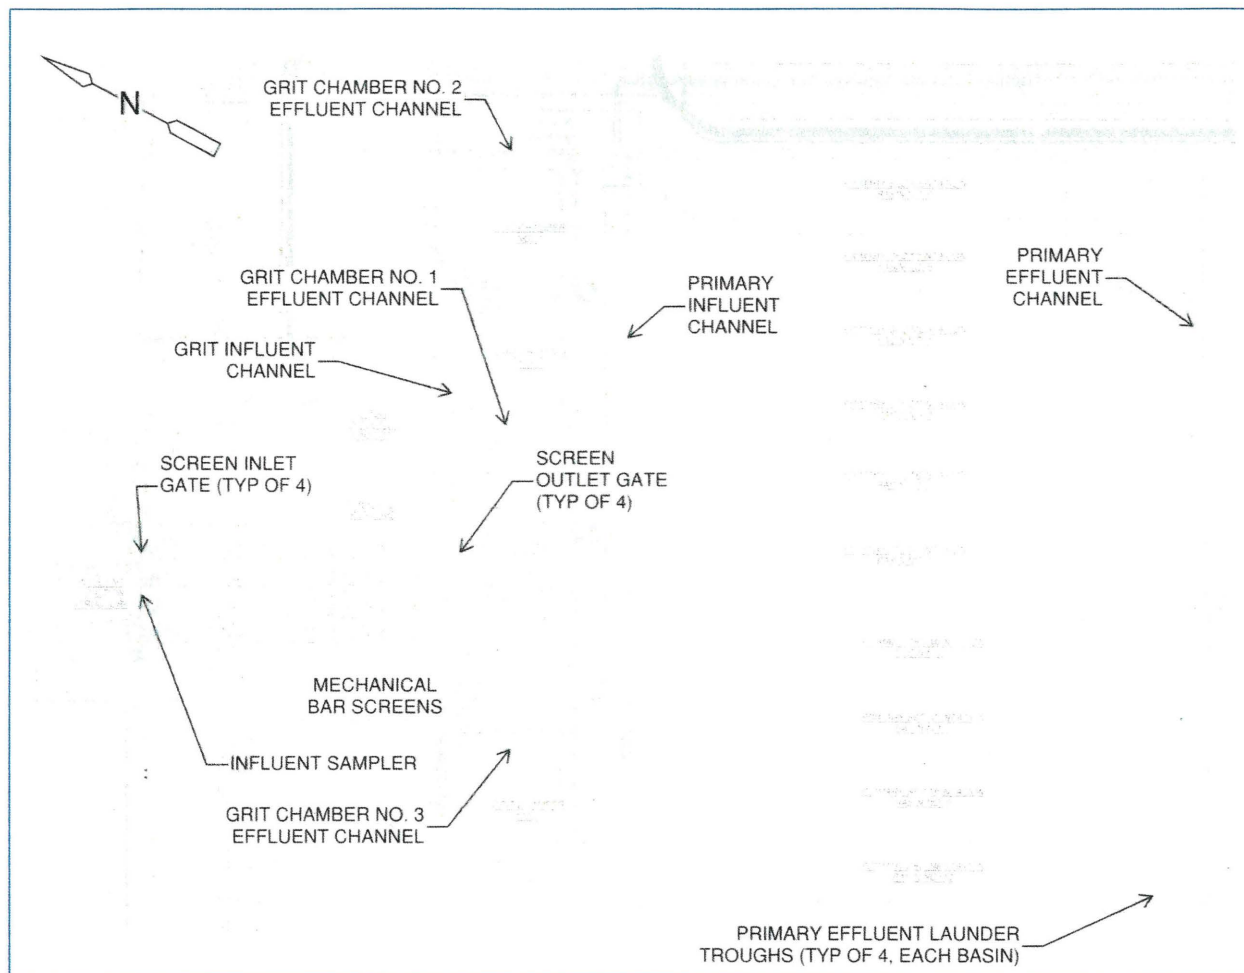 N
GRIT CHAMBER NO. 2
EFFLUENT CHANNEL
GRIT CHAMBER NO. 1
EFFLUENT CHANNEL
PRIMARY
INFLUENT
CHANNEL
PRIMARY
EFFLUENT
CHANNEL
GRIT INFLUENT
CHANNEL
SCREEN INLET
GATE (TYP OF 4)
SCREEN
OUTLET GATE
(TYP OF 4)
MECHANICAL
BAR SCREENS
INFLUENT SAMPLER
GRIT CHAMBER NO. 3
EFFLUENT CHANNEL
PRIMARY EFFLUENT LAUNDER
TROUGHS (TYP OF 4, EACH BASIN)